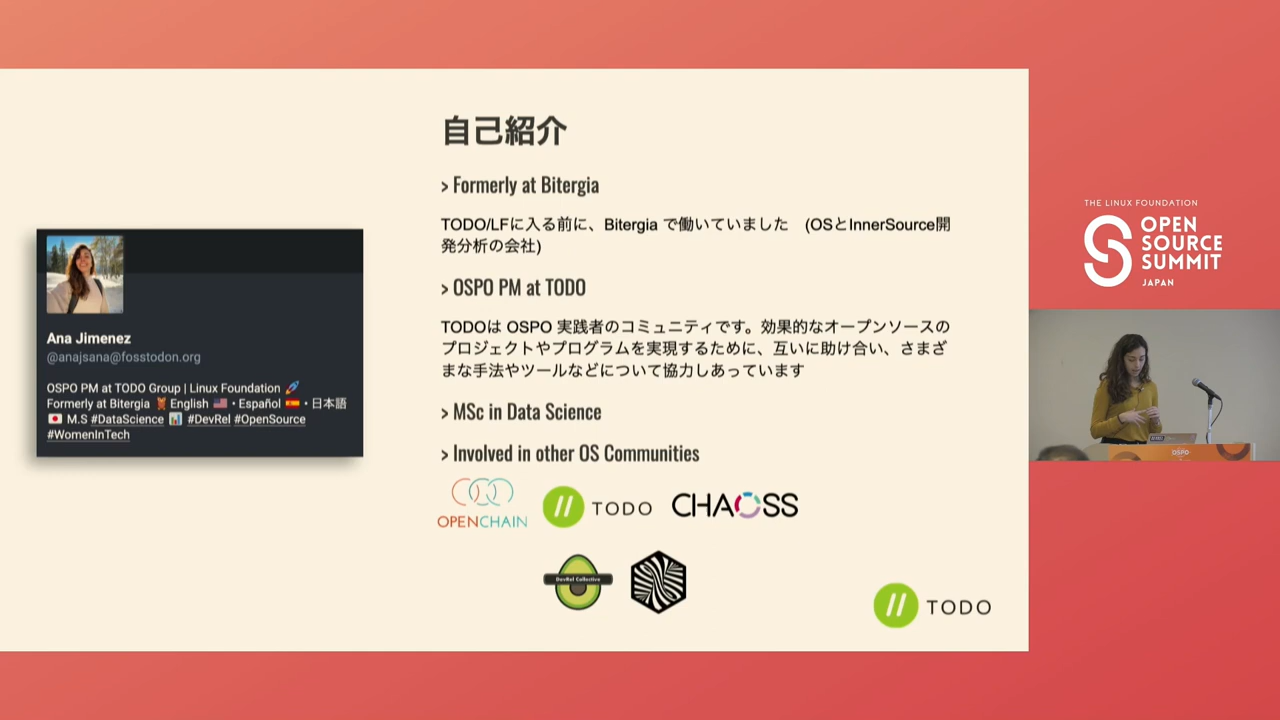 自己紹介
> Formerly at Bitergia
TODO/LFに入る前に、Bitergia で働いていました　(OSとInnerSource開
発分析の会社)
> OSPO PM at TODO
TODOは OSPO 実践者のコミュニティです。効果的なオープンソースの
プロジェクトやプログラムを実現するために、互いに助け合い、さまざ
まな手法やツールなどについて協力しあっています
> MSc in Data Science
> Involved in other OS Communities
OPENCHAIN
TODO
CHAOSS
DevRel Collective
TODO
Ana Jimenez
@anajsana@fosstodon.org
OSPO PM at TODO Group | Linux Foundation 🚀
Formerly at Bitergia 🧸 English 🇺🇸 • Español 🇪🇸 • 日本語
🇯🇵 M.S #DataScience 📊 #DevRel #OpenSource
#WomenInTech
THE LINUX FOUNDATION
OPEN
SOURCE
SUMMIT
JAPAN
OSPO